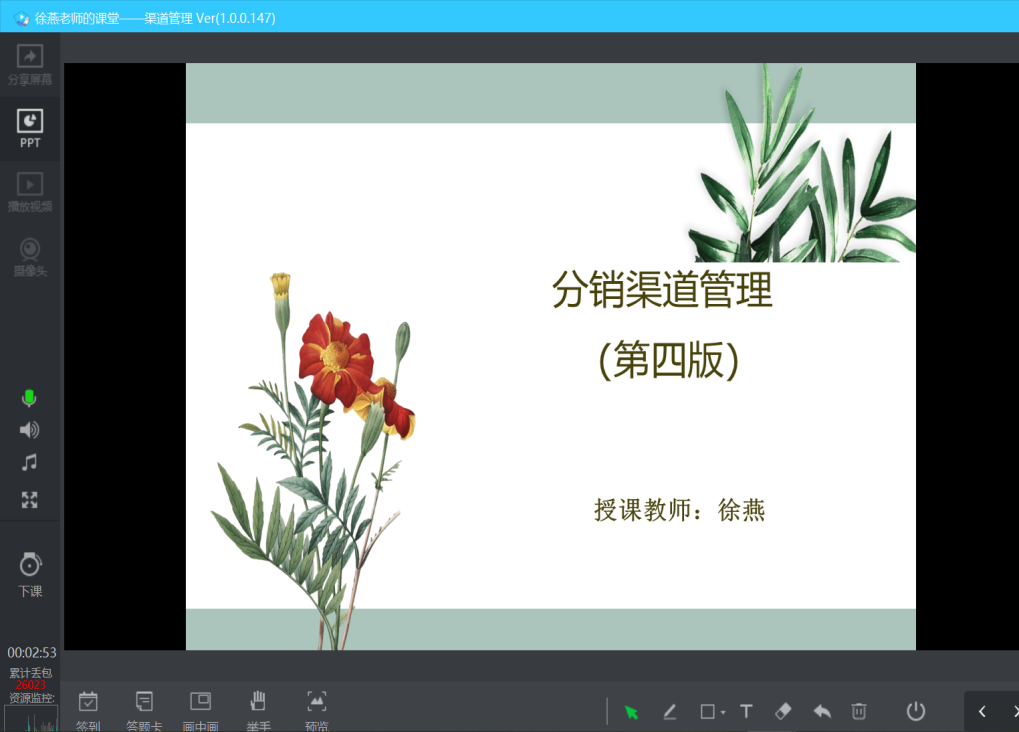 徐燕老师的课堂——渠道管理 Ver(1.0.0.147)
分享屏幕
PPT
播放视频
摄像头
分销渠道管理
（第四版）
授课教师：徐燕
下课
00:02:53
累计丢包
26023
资源监控:
签到
答题卡
画中画
举手
预览
T